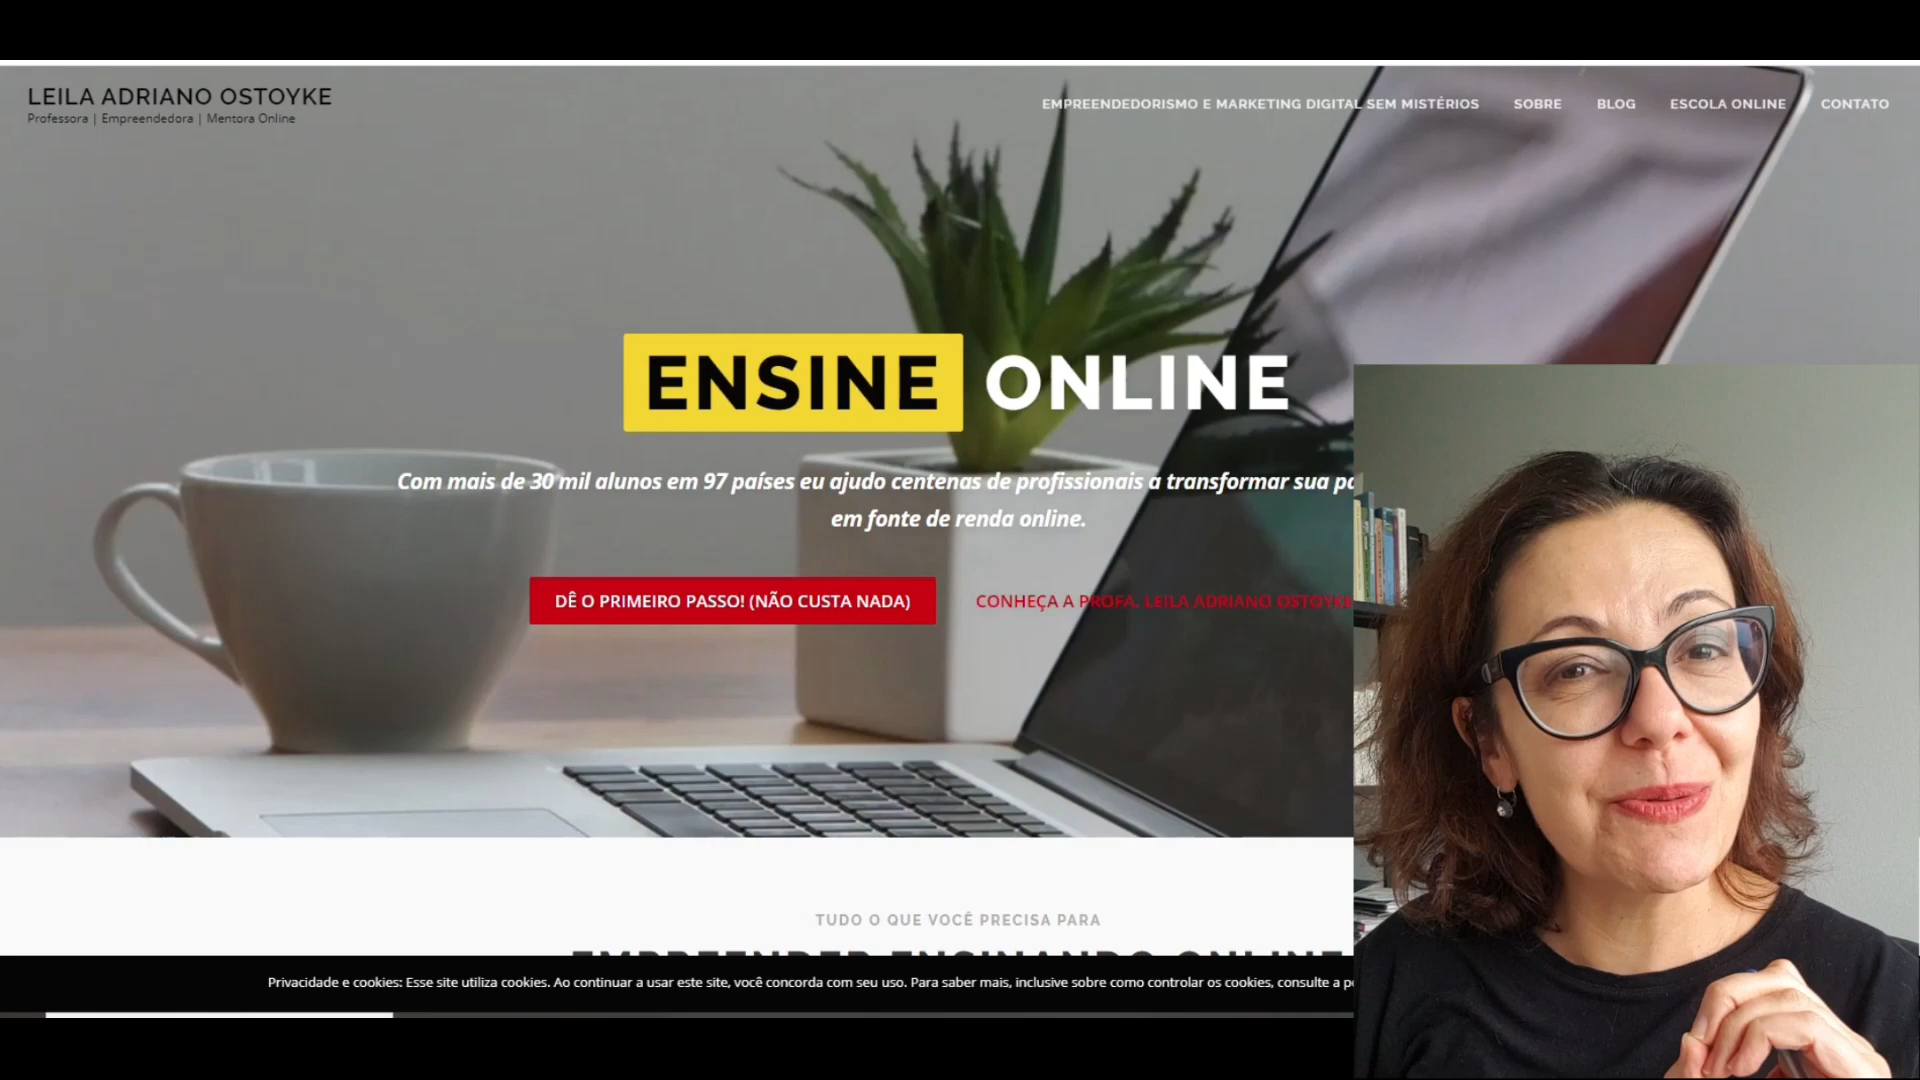 LEILA ADRIANO OSTOYKE
Professora | Empreendedora | Mentora Online
EMPREENDEDORISMO E MARKETING DIGITAL SEM MISTÉRIOS SOBRE BLOG ESCOLA ONLINE CONTATO
ENSINE ONLINE
Com mais de 30 mil alunos em 97 países eu ajudo centenas de profissionais a transformar sua
em fonte de renda online.
DÊ O PRIMEIRO PASSO! (NÃO CUSTA NADA)
CONHEÇA A PROFA. LEILA ADRIANO OSTOYKE
TUDO O QUE VOCÊ PRECISA PARA
EMPREENDER ENSINANDO ONLINE
Privacidade e cookies: Esse site utiliza cookies. Ao continuar a usar este site, você concorda com seu uso. Para saber mais, inclusive sobre como controlar os cookies, consulte a